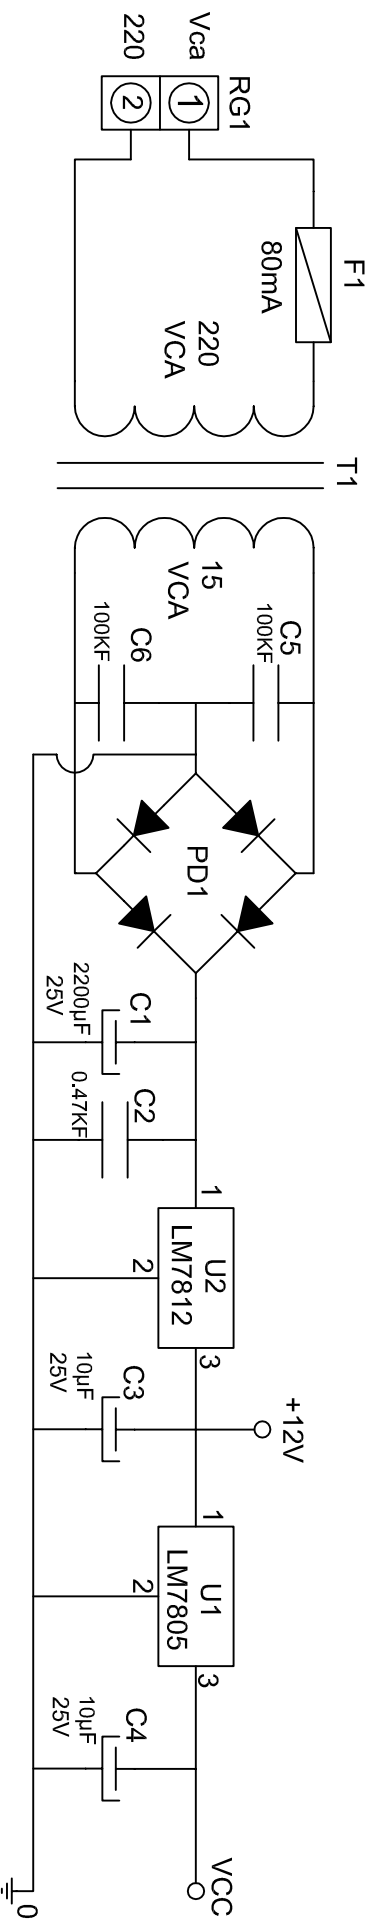 Vca
220
RG1
1
2
F1
80mA
220
VCA
T1
15
VCA
C5
100KF
C6
100KF
PD1
C1
2200µF
25V
C2
0.47KF
1
U2
LM7812
2
3
C3
10µF
25V
+12V
1
U1
LM7805
2
3
C4
10µF
25V
VCC
0